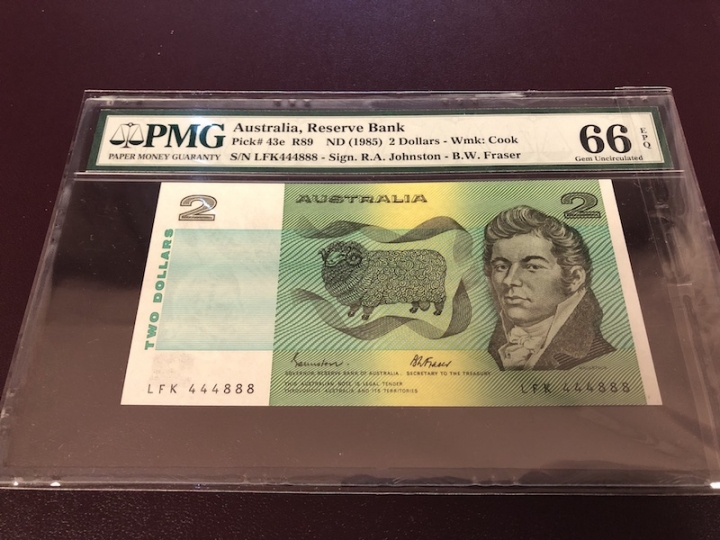 PMG
PAPER MONEY GUARANTY
Australia, Reserve Bank
Pick# 43e R89 ND (1985) 2 Dollars - Wmk: Cook
S/N LFK444888 - Sign. R.A. Johnston - B.W. Fraser
66 EPQ
Gem Uncirculated
2
AUSTRALIA
2
TWO DOLLARS
GOVERNOR, RESERVE BANK OF AUSTRALIA.
SECRETARY TO THE TREASURY
THIS AUSTRALIAN NOTE IS LEGAL TENDER
THROUGHOUT AUSTRALIA AND ITS TERRITORIES
LFK 444888
LFK 444888